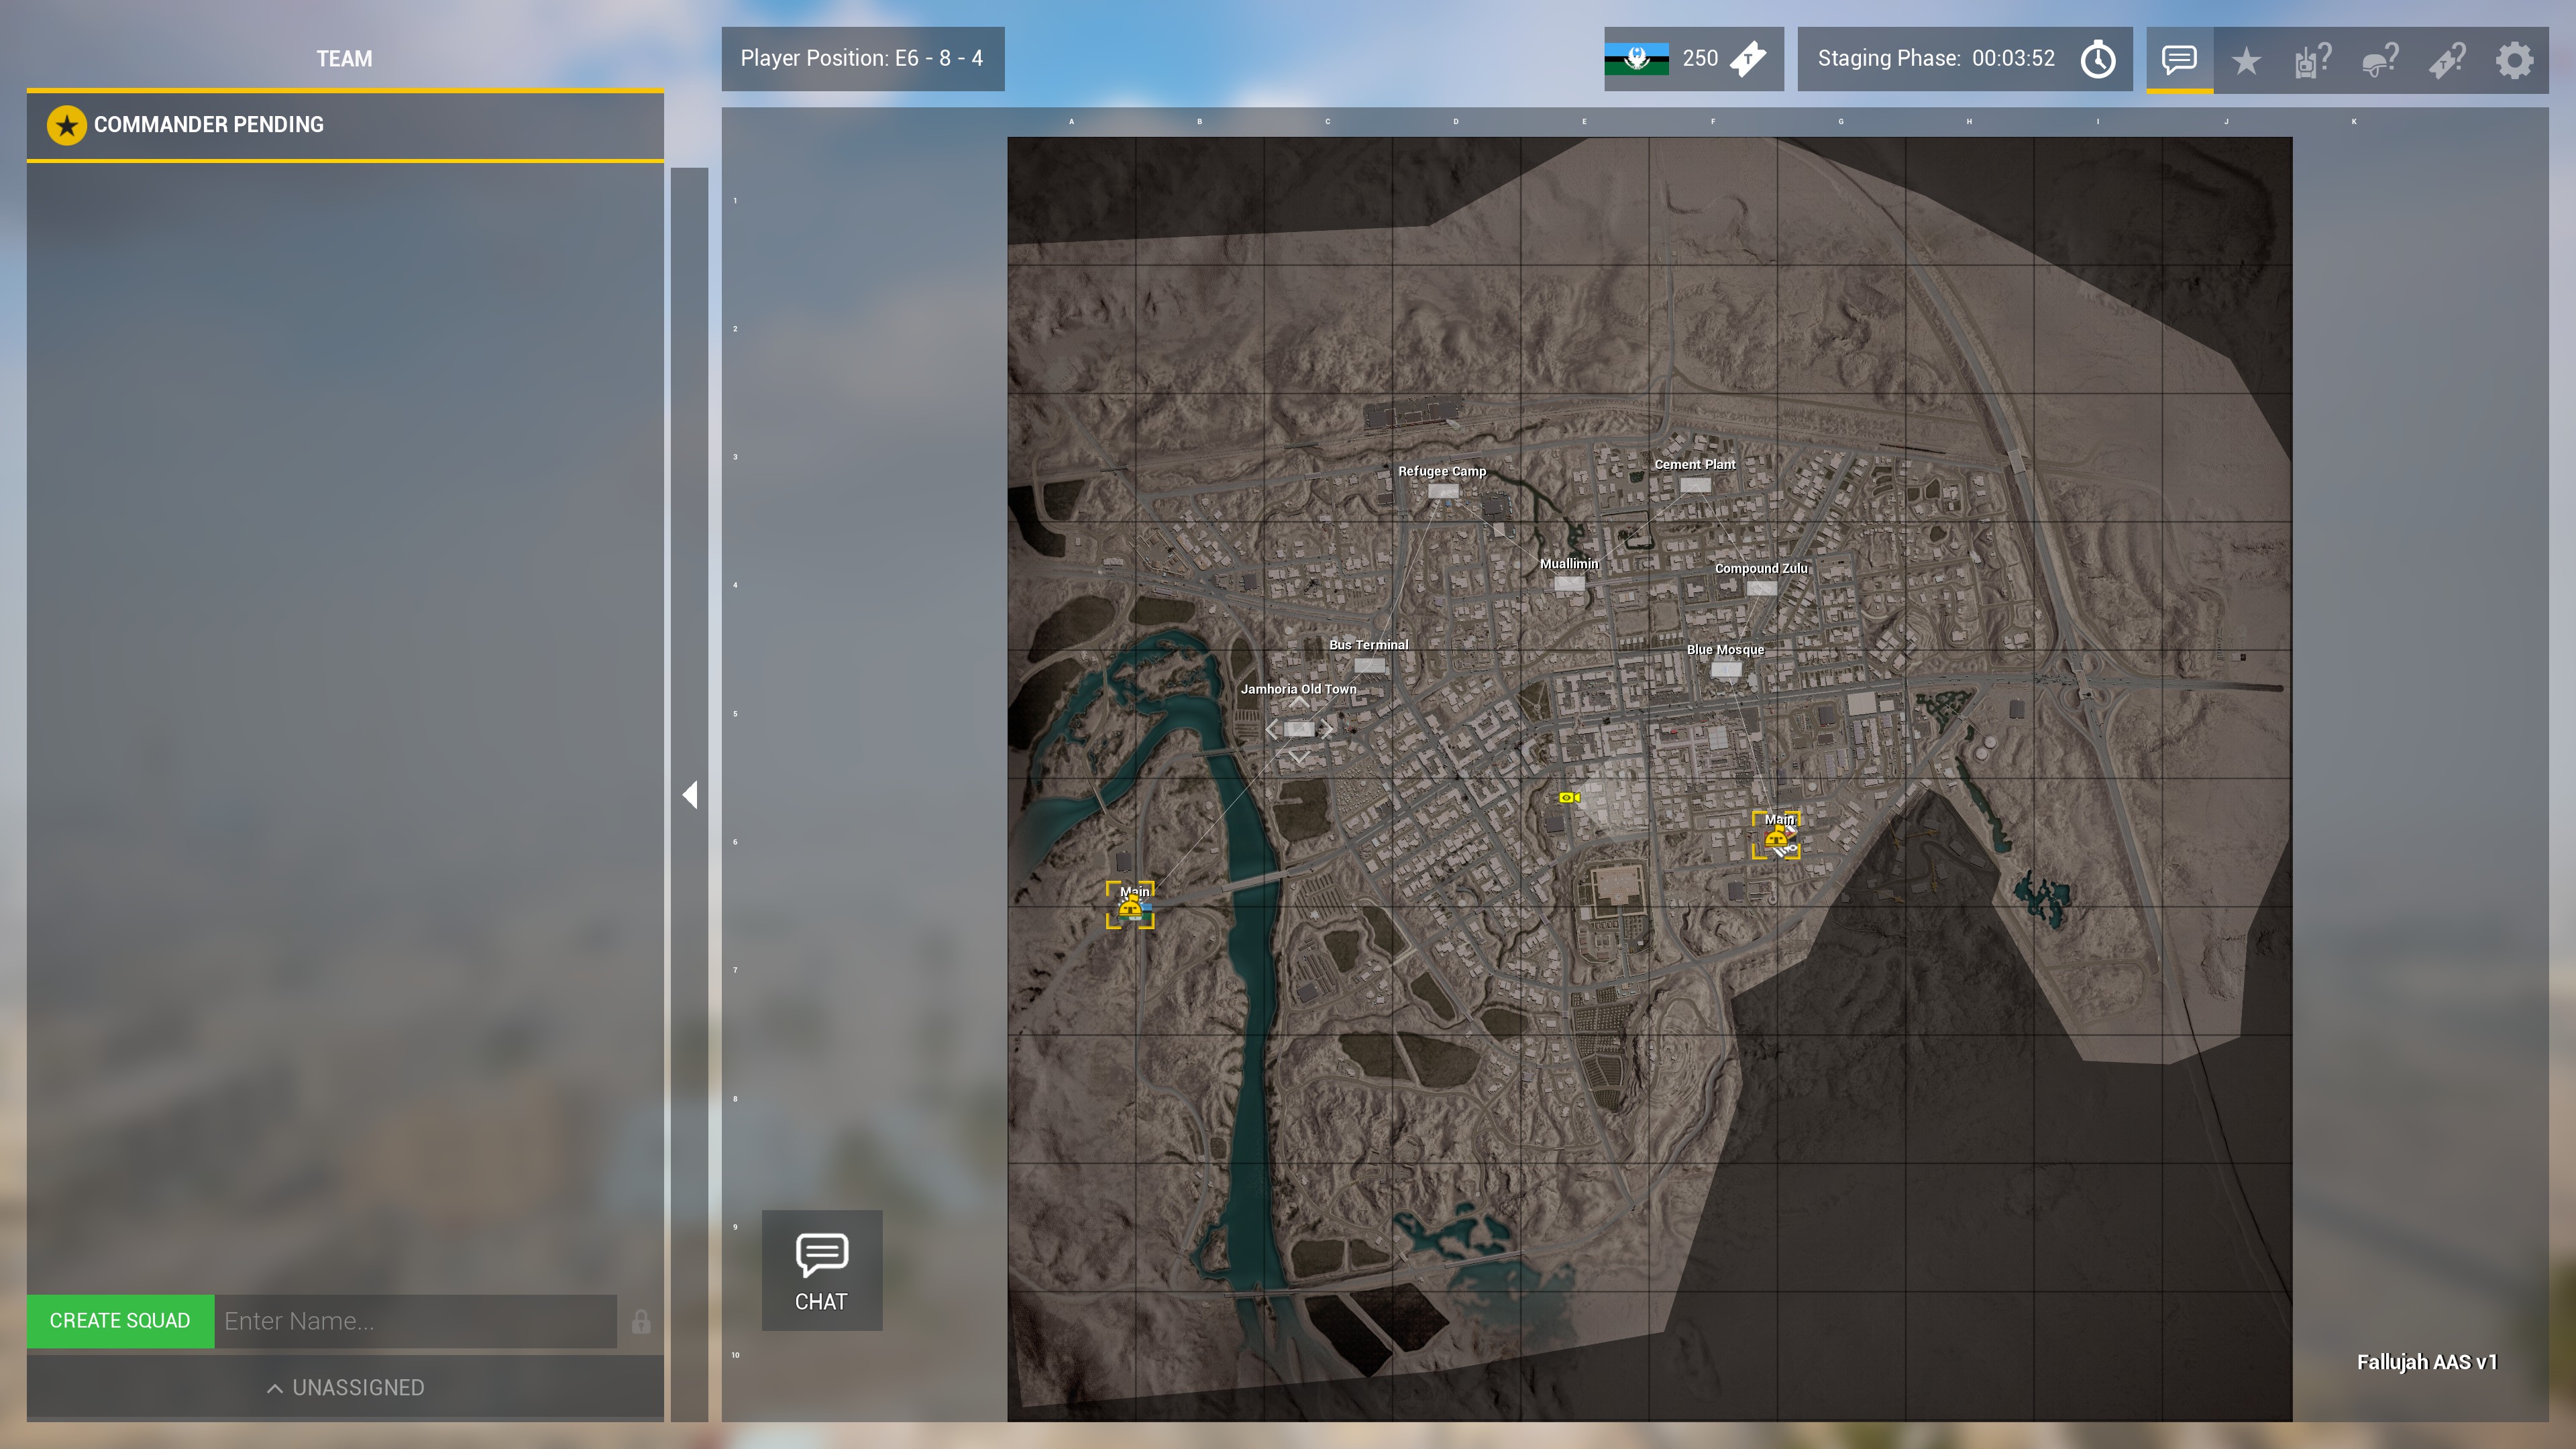 TEAM
Player Position: E6 - 8 - 4
250
Staging Phase: 00:03:52
COMMANDER PENDING
A B C D E F G H I J K
1
2
3
Refugee Camp
Cement Plant
Muallimin
Compound Zulu
4
Bus Terminal
Blue Mosque
Jamhoria Old Town
5
Main
6
Main
7
8
9
CHAT
CREATE SQUAD
Enter Name...
10
Fallujah AAS v1
UNASSIGNED